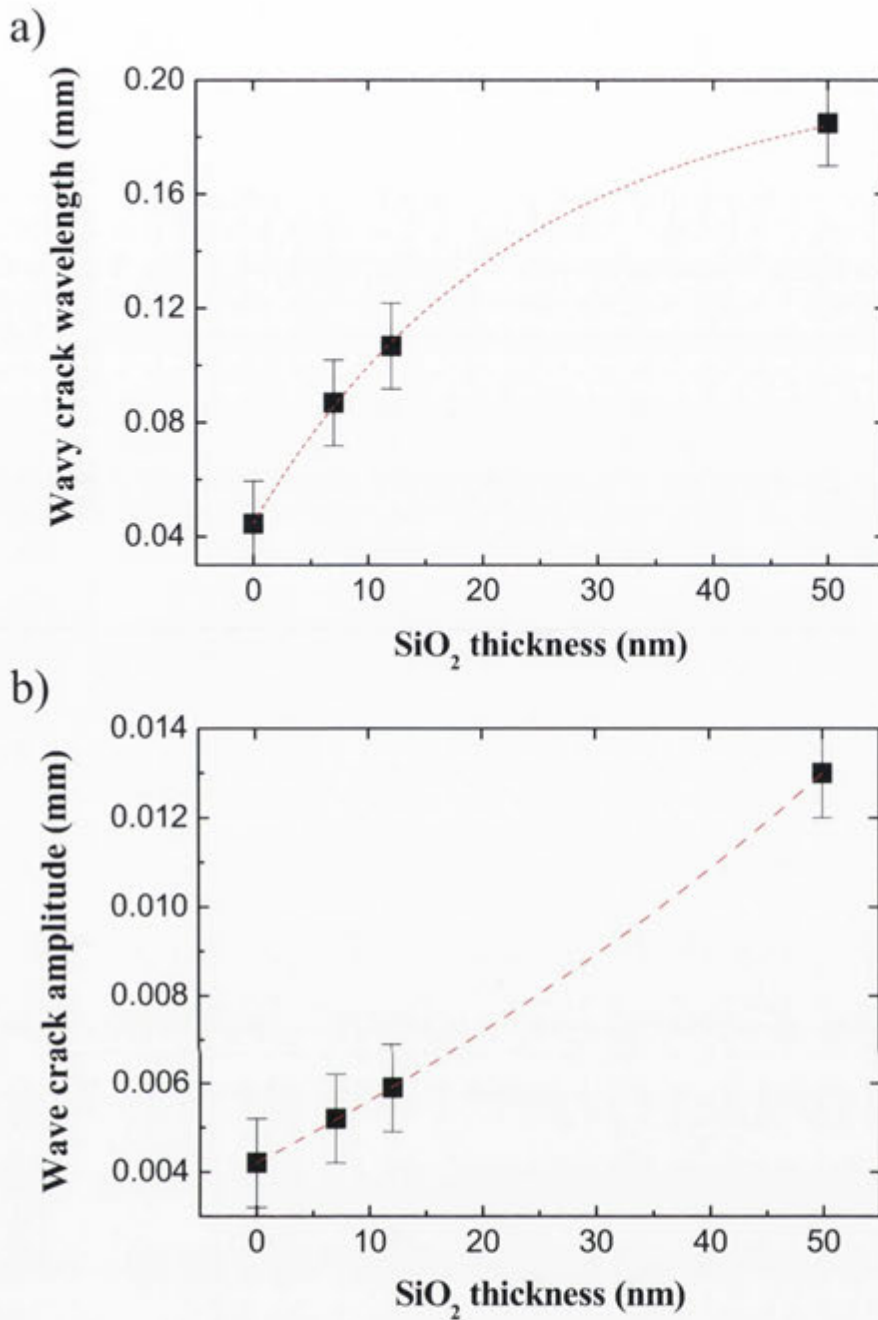 a)
Wavy crack wavelength (mm)
0.20
0.16
0.12
0.08
0.04
0 10 20 30 40 50
SiO₂ thickness (nm)
b)
Wave crack amplitude (mm)
0.014
0.012
0.010
0.008
0.006
0.004
0 10 20 30 40 50
SiO₂ thickness (nm)